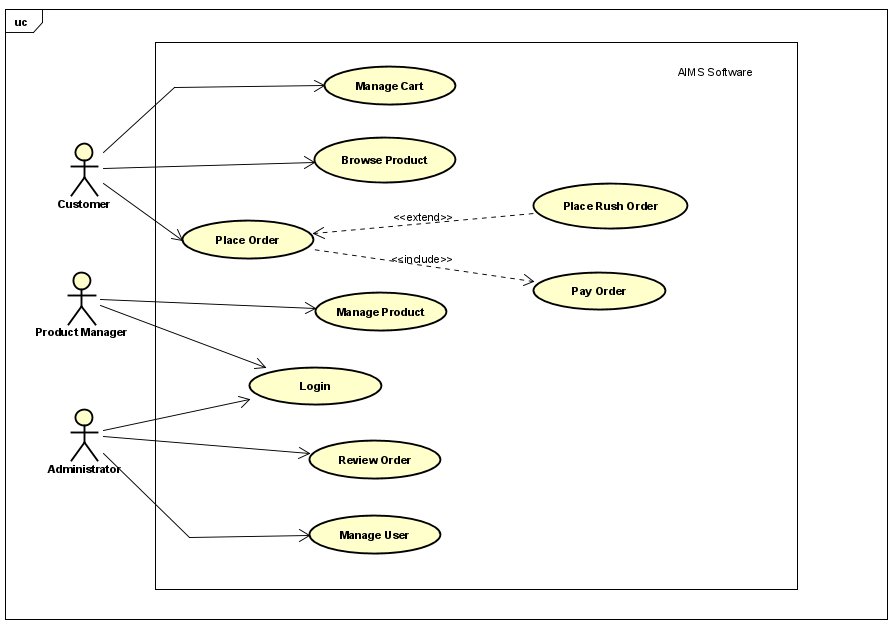 uc
AIMS Software
Manage Cart
Browse Product
Customer
Place Rush Order
<<extend>>
Place Order
<<include>>
Pay Order
Manage Product
Product Manager
Login
Review Order
Administrator
Manage User